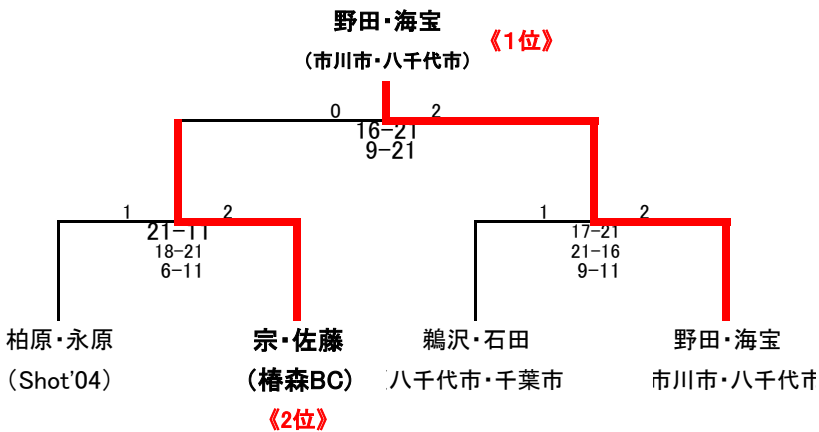 野田・海宝
《1位》
(市川市・八千代市)
0
2
16-21
9-21
1
2
21-11
18-21
6-11
1
2
17-21
21-16
9-11
柏原・永原
(Shot'04)
宗・佐藤
(椿森BC)
《2位》
鵜沢・石田
八千代市・千葉市
野田・海宝
市川市・八千代市